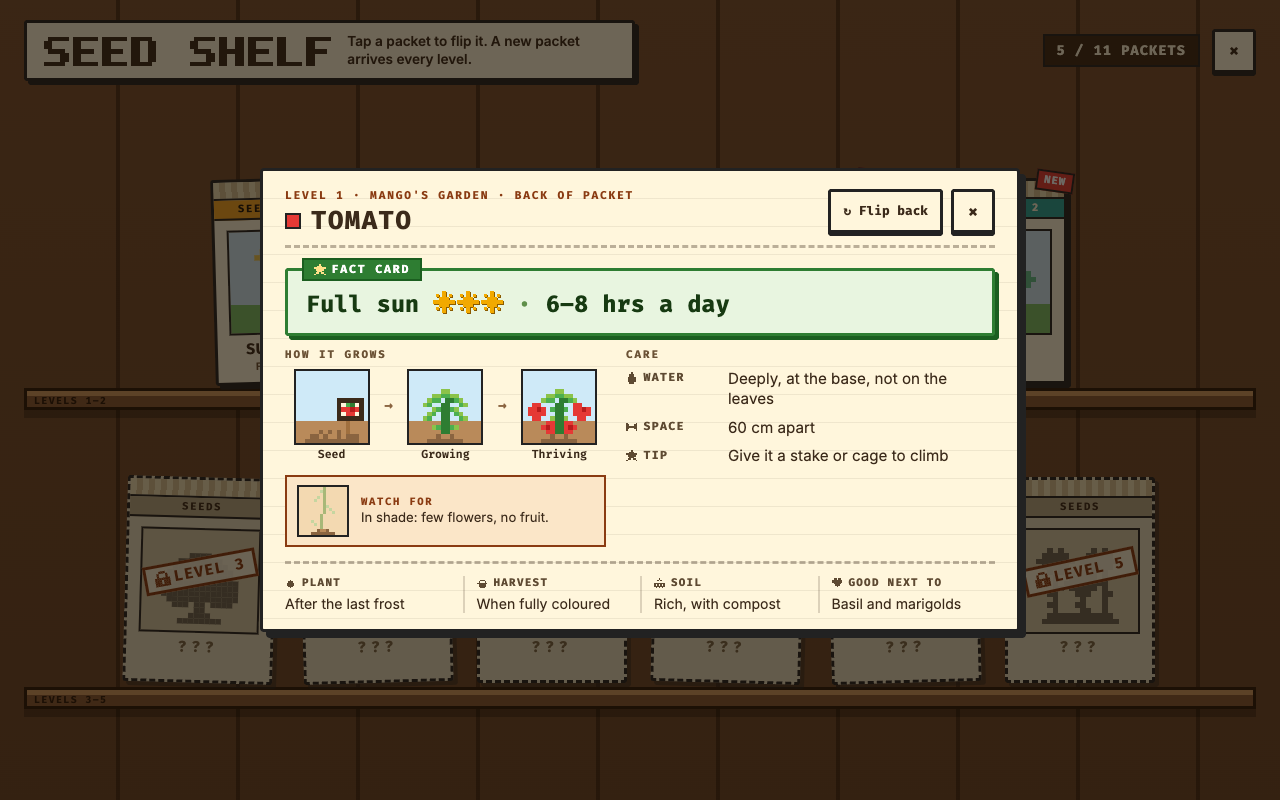 SEED SHELF
Tap a packet to flip it. A new packet
arrives every level.
5 / 11 PACKETS
NEW
2
LEVEL 1 · MANGO'S GARDEN · BACK OF PACKET
TOMATO
↻ Flip back
FACT CARD
Full sun · 6–8 hrs a day
HOW IT GROWS
Seed → Growing → Thriving
WATCH FOR
In shade: few flowers, no fruit.
CARE
WATER Deeply, at the base, not on the
leaves
SPACE 60 cm apart
TIP Give it a stake or cage to climb
PLANT
After the last frost
HARVEST
When fully coloured
SOIL
Rich, with compost
GOOD NEXT TO
Basil and marigolds
LEVELS 1–2
SEEDS
LEVEL 3
SEEDS
LEVEL 5
???
???
???
???
???
???
LEVELS 3–5